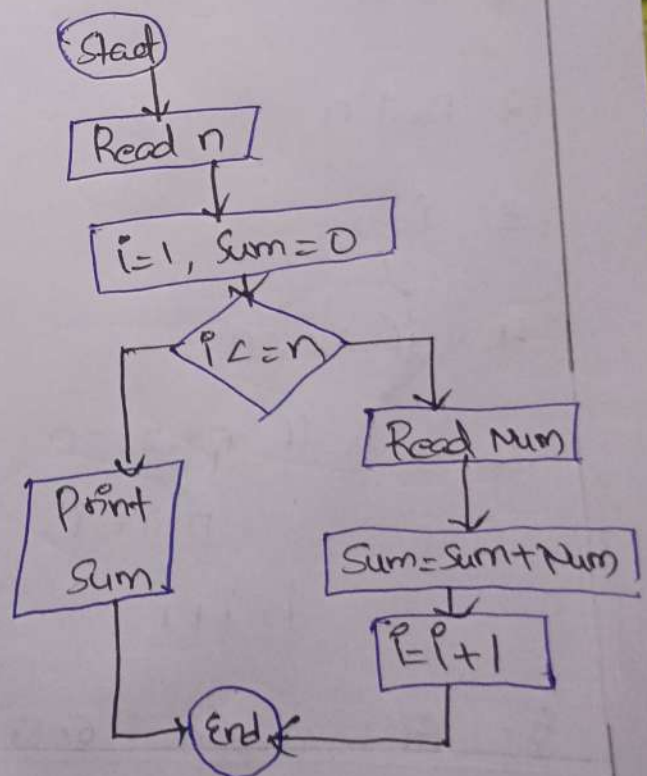 Start
Read n
i=1, Sum=0
i<=n
Read Num
Print
Sum
Sum=Sum+Num
i=i+1
End